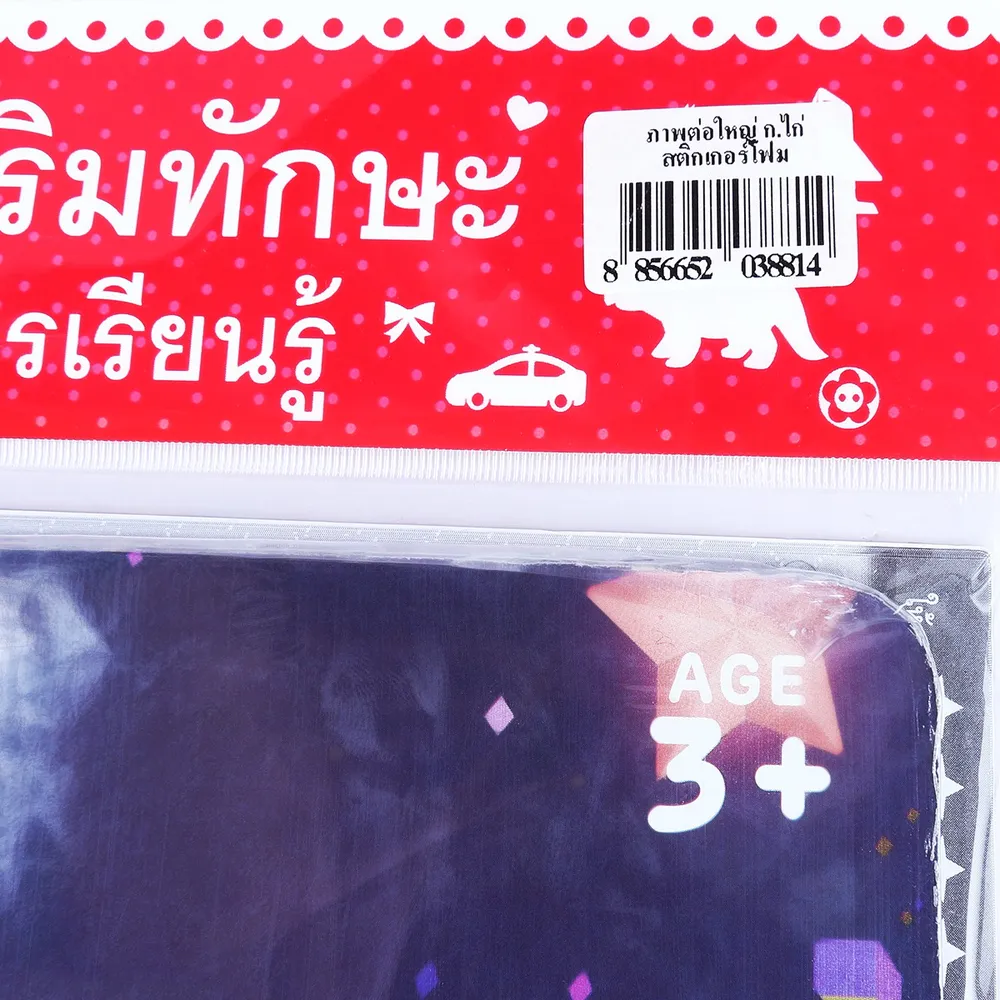 ริมทักษะ
รเรียนรู้
ภาพต่อใหญ่ ก.ไก่
สติกเกอร์โฟม
8 856652 038814
AGE
3+